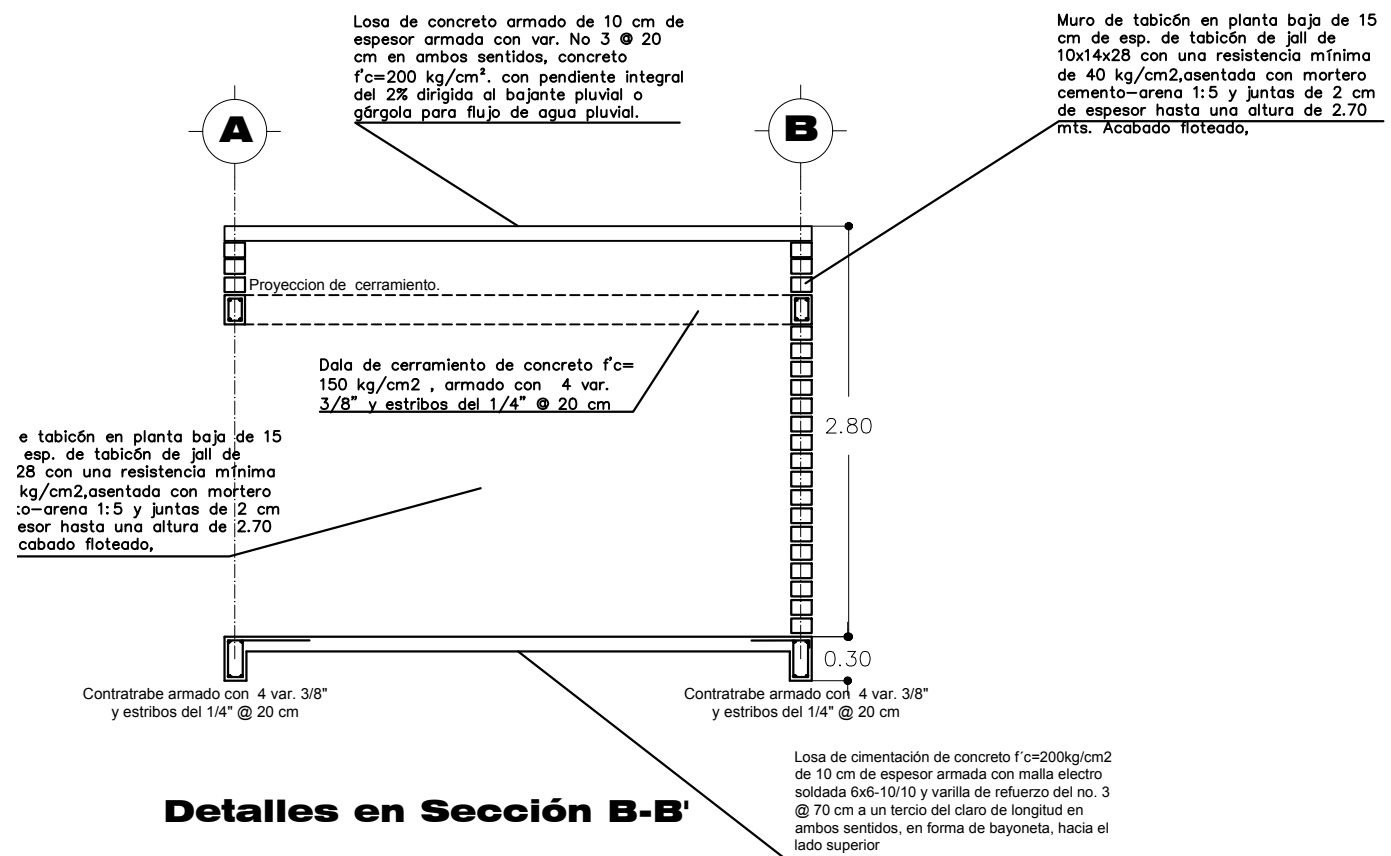 Losa de concreto armado de 10 cm de
espesor armada con var. No 3 @ 20
cm en ambos sentidos, concreto
f'c=200 kg/cm². con pendiente integral
del 2% dirigida al bajante pluvial o
gárgola para flujo de agua pluvial.
Muro de tabicón en planta baja de 15
cm de esp. de tabicón de jall de
10x14x28 con una resistencia mínima
de 40 kg/cm2,asentada con mortero
cemento-arena 1:5 y juntas de 2 cm
de espesor hasta una altura de 2.70
mts. Acabado floteado,
A
B
Proyeccion de cerramiento.
Dala de cerramiento de concreto f'c=
150 kg/cm2 , armado con 4 var.
3/8" y estribos del 1/4" @ 20 cm
2.80
e tabicón en planta baja de 15
esp. de tabicón de jall de
28 con una resistencia mínima
kg/cm2,asentada con mortero
to-arena 1:5 y juntas de 2 cm
esor hasta una altura de 2.70
cabado floteado,
0.30
Contratrabe armado con 4 var. 3/8"
y estribos del 1/4" @ 20 cm
Contratrabe armado con 4 var. 3/8"
y estribos del 1/4" @ 20 cm
Losa de cimentación de concreto f´c=200kg/cm2
de 10 cm de espesor armada con malla electro
soldada 6x6-10/10 y varilla de refuerzo del no. 3
@ 70 cm a un tercio del claro de longitud en
ambos sentidos, en forma de bayoneta, hacia el
lado superior
Detalles en Sección B-B'